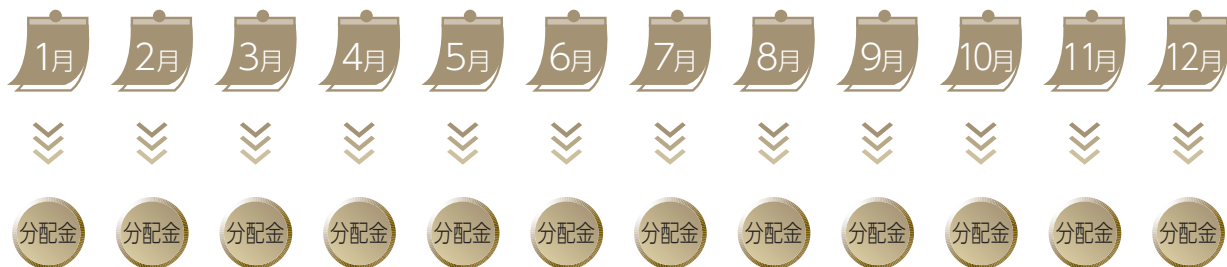 1月 2月 3月 4月 5月 6月 7月 8月 9月 10月 11月 12月
分配金 分配金 分配金 分配金 分配金 分配金 分配金 分配金 分配金 分配金 分配金 分配金